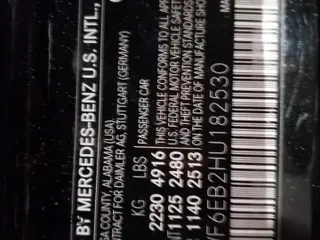 BY MERCEDES-BENZ U.S. INTL.,
SA COUNTY, ALABAMA (USA)
TRACT FOR DAIMLER AG, STUTTGART (GERMANY)
KG LBS PASSENGER CAR
2230 4916 THIS VEHICLE CONFORMS TO ALL APP
1125 2480 U.S. FEDERAL MOTOR VEHICLE SAFET
1140 2513 AND THEFT PREVENTION STANDARDS
ON THE DATE OF MANUFACTURE SHOW
F6EB2HU182530